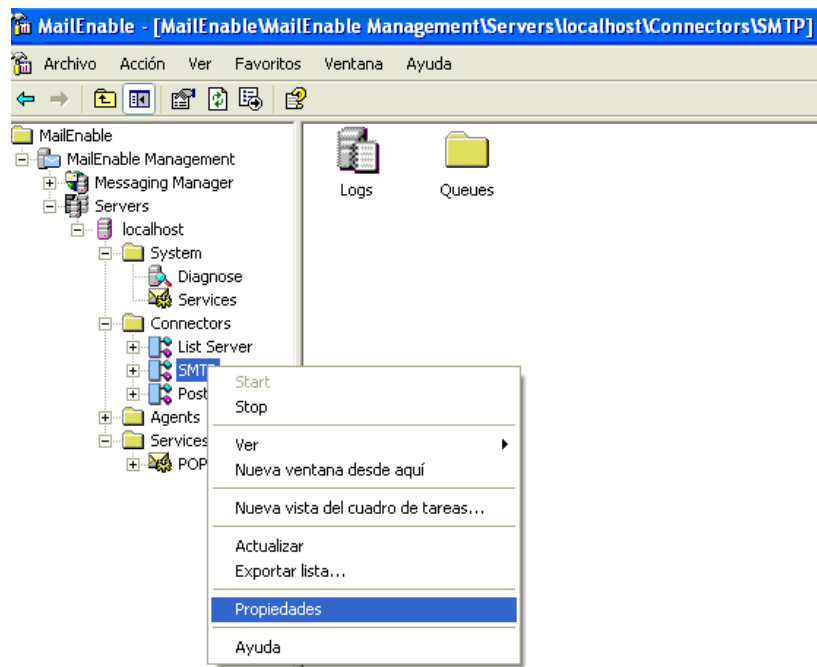 MailEnable - [MailEnable\MailEnable Management\Servers\localhost\Connectors\SMTP]
Archivo Acción Ver Favoritos Ventana Ayuda
MailEnable
MailEnable Management
Messaging Manager
Servers
localhost
System
Diagnose
Services
Connectors
List Server
SMT
Post
Agents
Services
POP
Logs
Queues
Start
Stop
Ver
Nueva ventana desde aquí
Nueva vista del cuadro de tareas...
Actualizar
Exportar lista...
Propiedades
Ayuda